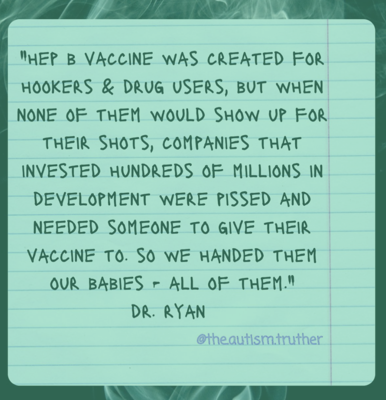 "HEP B VACCINE WAS CREATED FOR
HOOKERS & DRUG USERS, BUT WHEN
NONE OF THEM WOULD SHOW UP FOR
THEIR SHOTS, COMPANIES THAT
INVESTED HUNDREDS OF MILLIONS IN
DEVELOPMENT WERE PISSED AND
NEEDED SOMEONE TO GIVE THEIR
VACCINE TO. SO WE HANDED THEM
OUR BABIES - ALL OF THEM."
DR. RYAN
@the.autism.truther